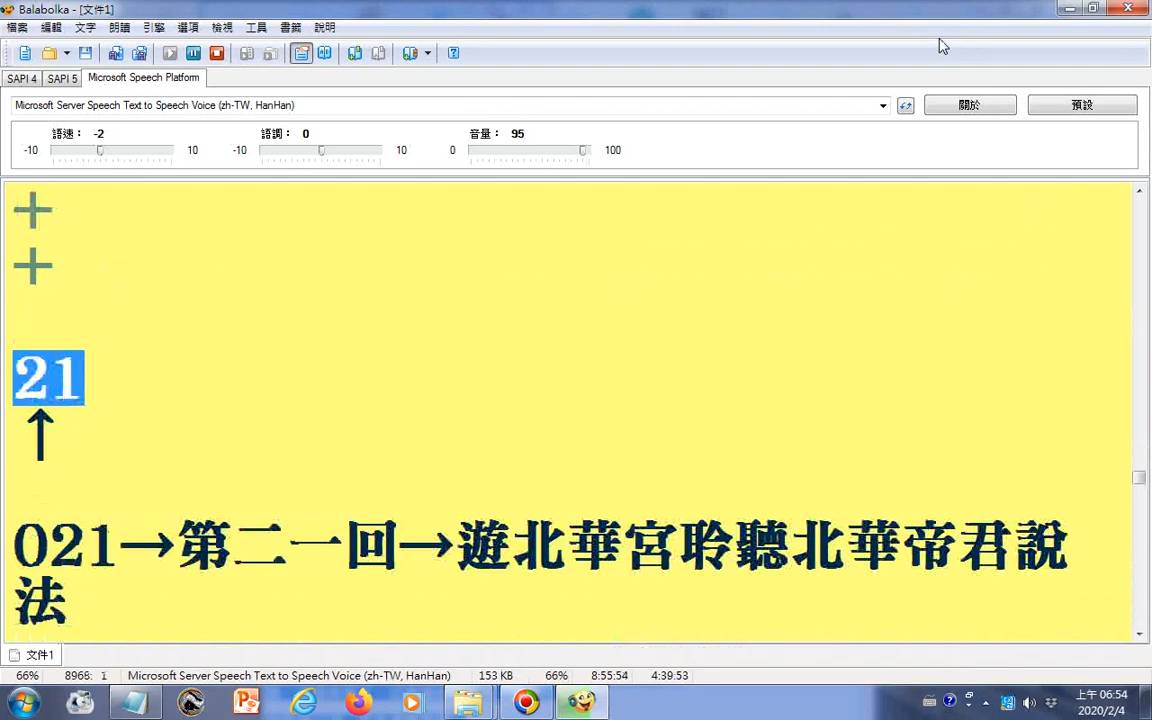 Balabolka - [文件1]
檔案 編輯 文字 朗讀 引擎 選項 檢視 工具 書籤 說明
SAPI 4 SAPI 5 Microsoft Speech Platform
Microsoft Server Speech Text to Speech Voice (zh-TW, HanHan)
關於 預設
語速： -2 語調： 0 音量： 95
-10 10 -10 10 0 100
+
+
21
↑
021→第二一回→遊北華宮聆聽北華帝君說
法
文件1
66% 8966: 1 Microsoft Server Speech Text to Speech Voice (zh-TW, HanHan) 153 KB 66% 8:55:54 4:39:53
上午 06:54
2020/2/4